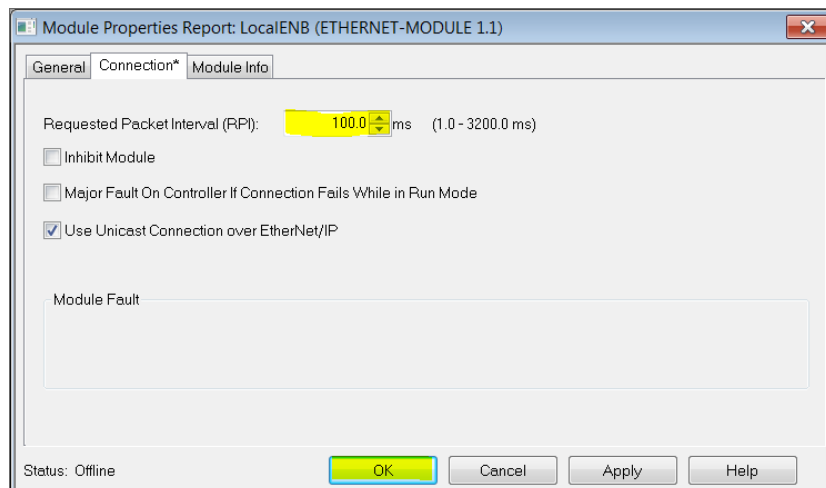 Module Properties Report: LocalENB (ETHERNET-MODULE 1.1)
General Connection* Module Info
Requested Packet Interval (RPI): 100.0 ms (1.0 - 3200.0 ms)
Inhibit Module
Major Fault On Controller If Connection Fails While in Run Mode
Use Unicast Connection over EtherNet/IP
Module Fault
Status: Offline OK Cancel Apply Help